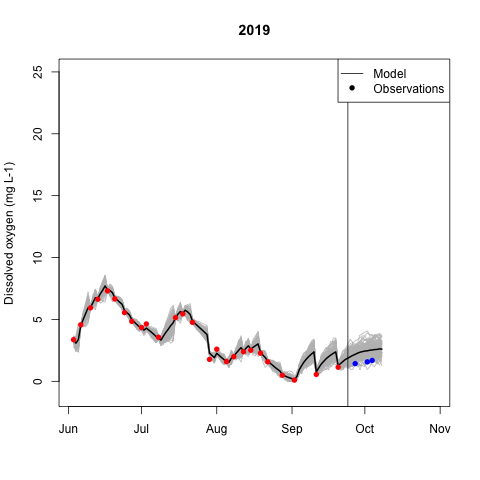 2019
Model
Observations
Dissolved oxygen (mg L-1)
25
20
15
10
5
0
Jun Jul Aug Sep Oct Nov